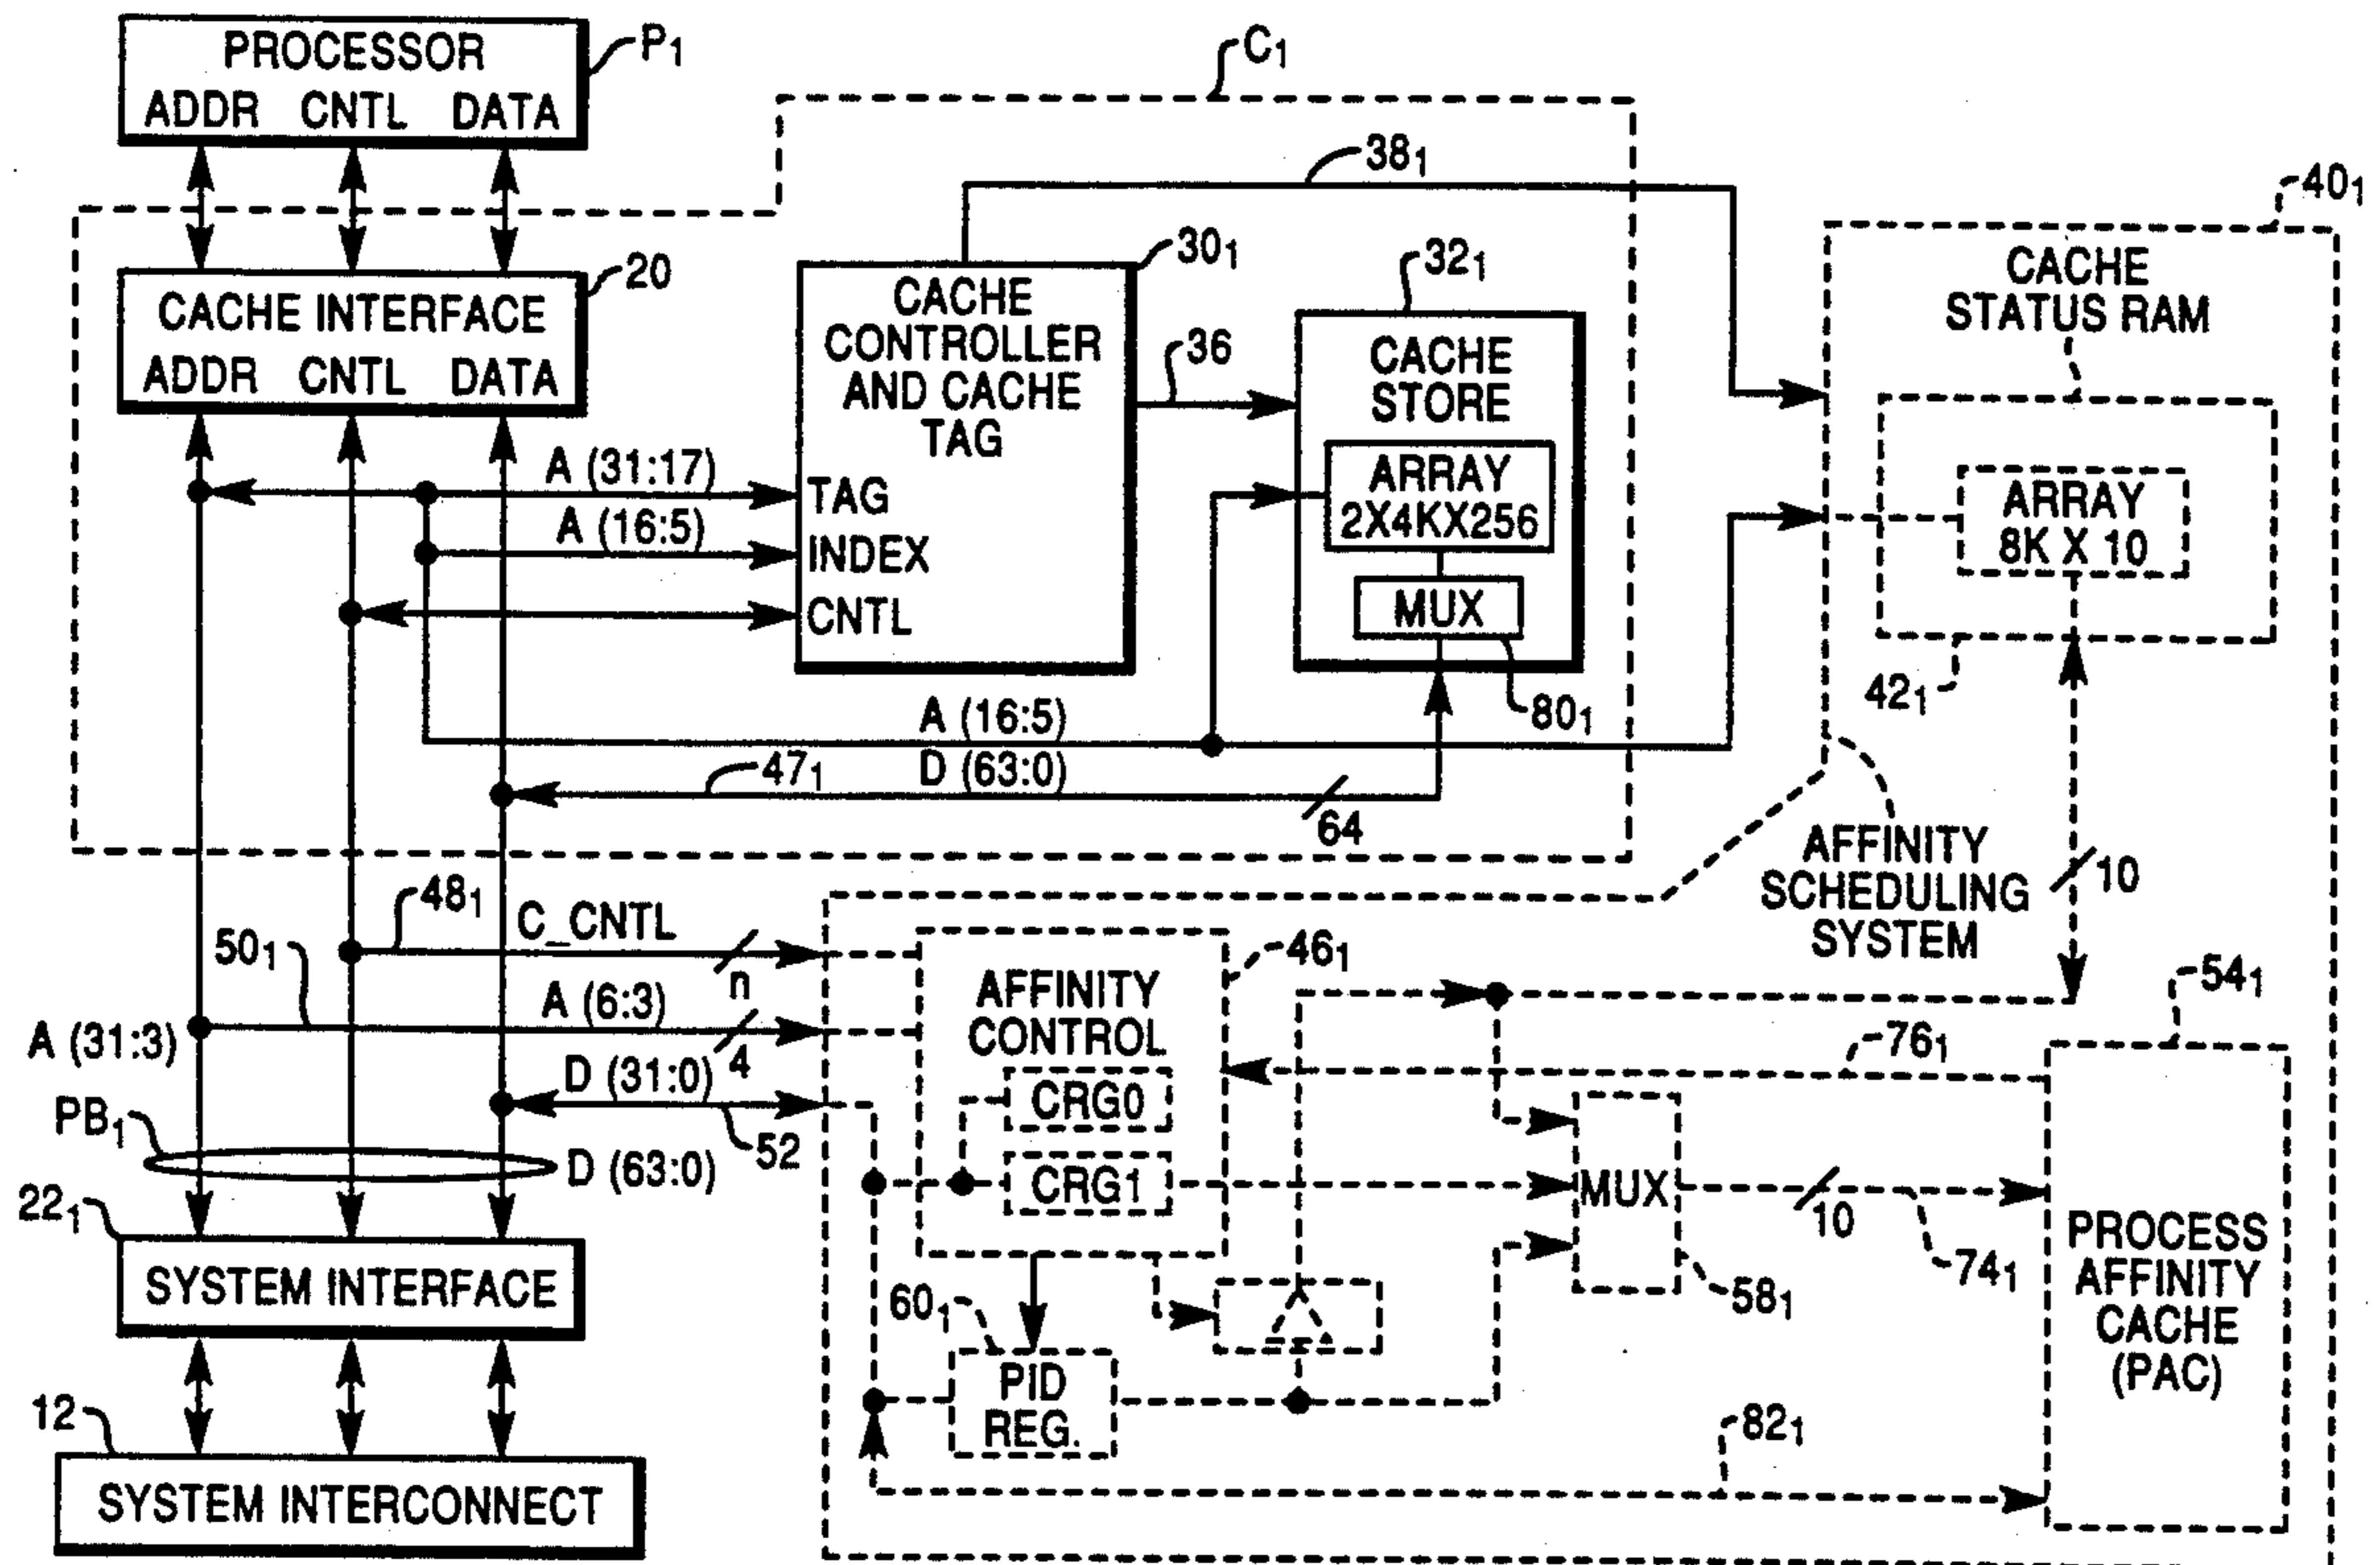 PROCESSOR
ADDR CNTL DATA
P1
C1
381
401
CACHE INTERFACE
ADDR CNTL DATA
20
CACHE
CONTROLLER
AND CACHE
TAG
TAG
INDEX
CNTL
301
36
321
CACHE
STORE
ARRAY
2X4KX256
MUX
801
CACHE
STATUS RAM
ARRAY
8K X 10
421
A (31:17)
A (16:5)
A (16:5)
D (63:0)
471
64
AFFINITY
SCHEDULING
SYSTEM
10
481
C_CNTL
n
501
A (6:3)
4
A (31:3)
D (31:0)
52
PB1
D (63:0)
221
SYSTEM INTERFACE
12
SYSTEM INTERCONNECT
461
AFFINITY
CONTROL
CRG0
CRG1
601
PID
REG.
MUX
581
10
741
761
541
PROCESS
AFFINITY
CACHE
(PAC)
821